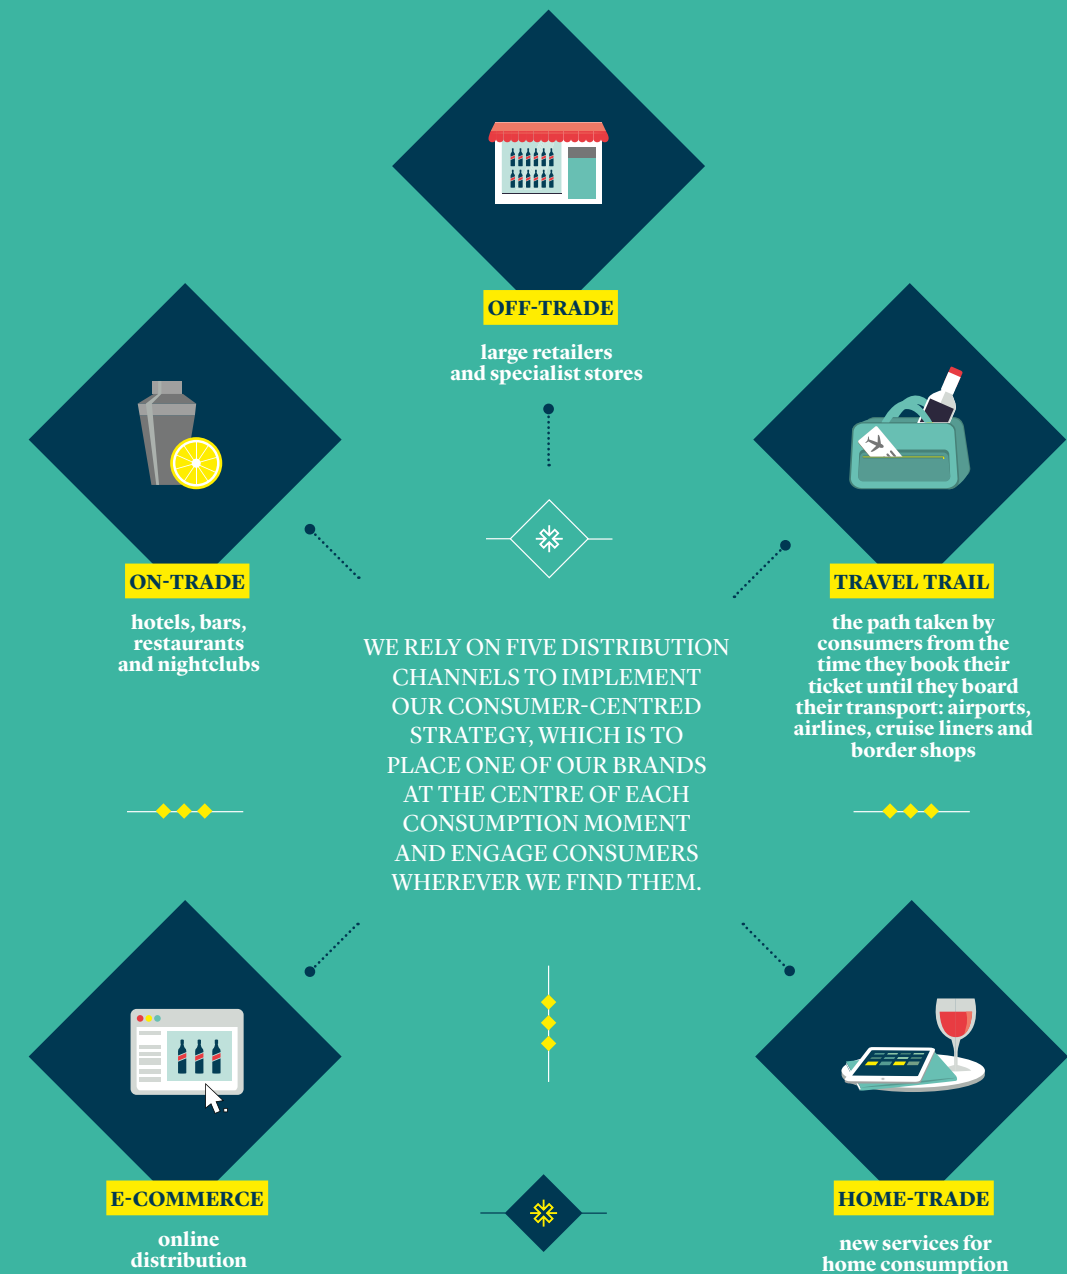 OFF-TRADE
large retailers
and specialist stores
ON-TRADE
hotels, bars,
restaurants
and nightclubs
TRAVEL TRAIL
the path taken by
consumers from the
time they book their
ticket until they board
their transport: airports,
airlines, cruise liners and
border shops
WE RELY ON FIVE DISTRIBUTION
CHANNELS TO IMPLEMENT
OUR CONSUMER-CENTRED
STRATEGY, WHICH IS TO
PLACE ONE OF OUR BRANDS
AT THE CENTRE OF EACH
CONSUMPTION MOMENT
AND ENGAGE CONSUMERS
WHEREVER WE FIND THEM.
E-COMMERCE
online
distribution
HOME-TRADE
new services for
home consumption